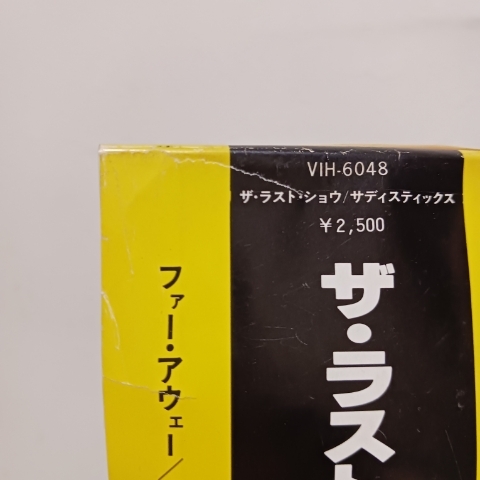 VIH-6048
ザ・ラスト・ショウ/サディスティックス
￥2,500
ザ・ラスト
ファー・アウェー/